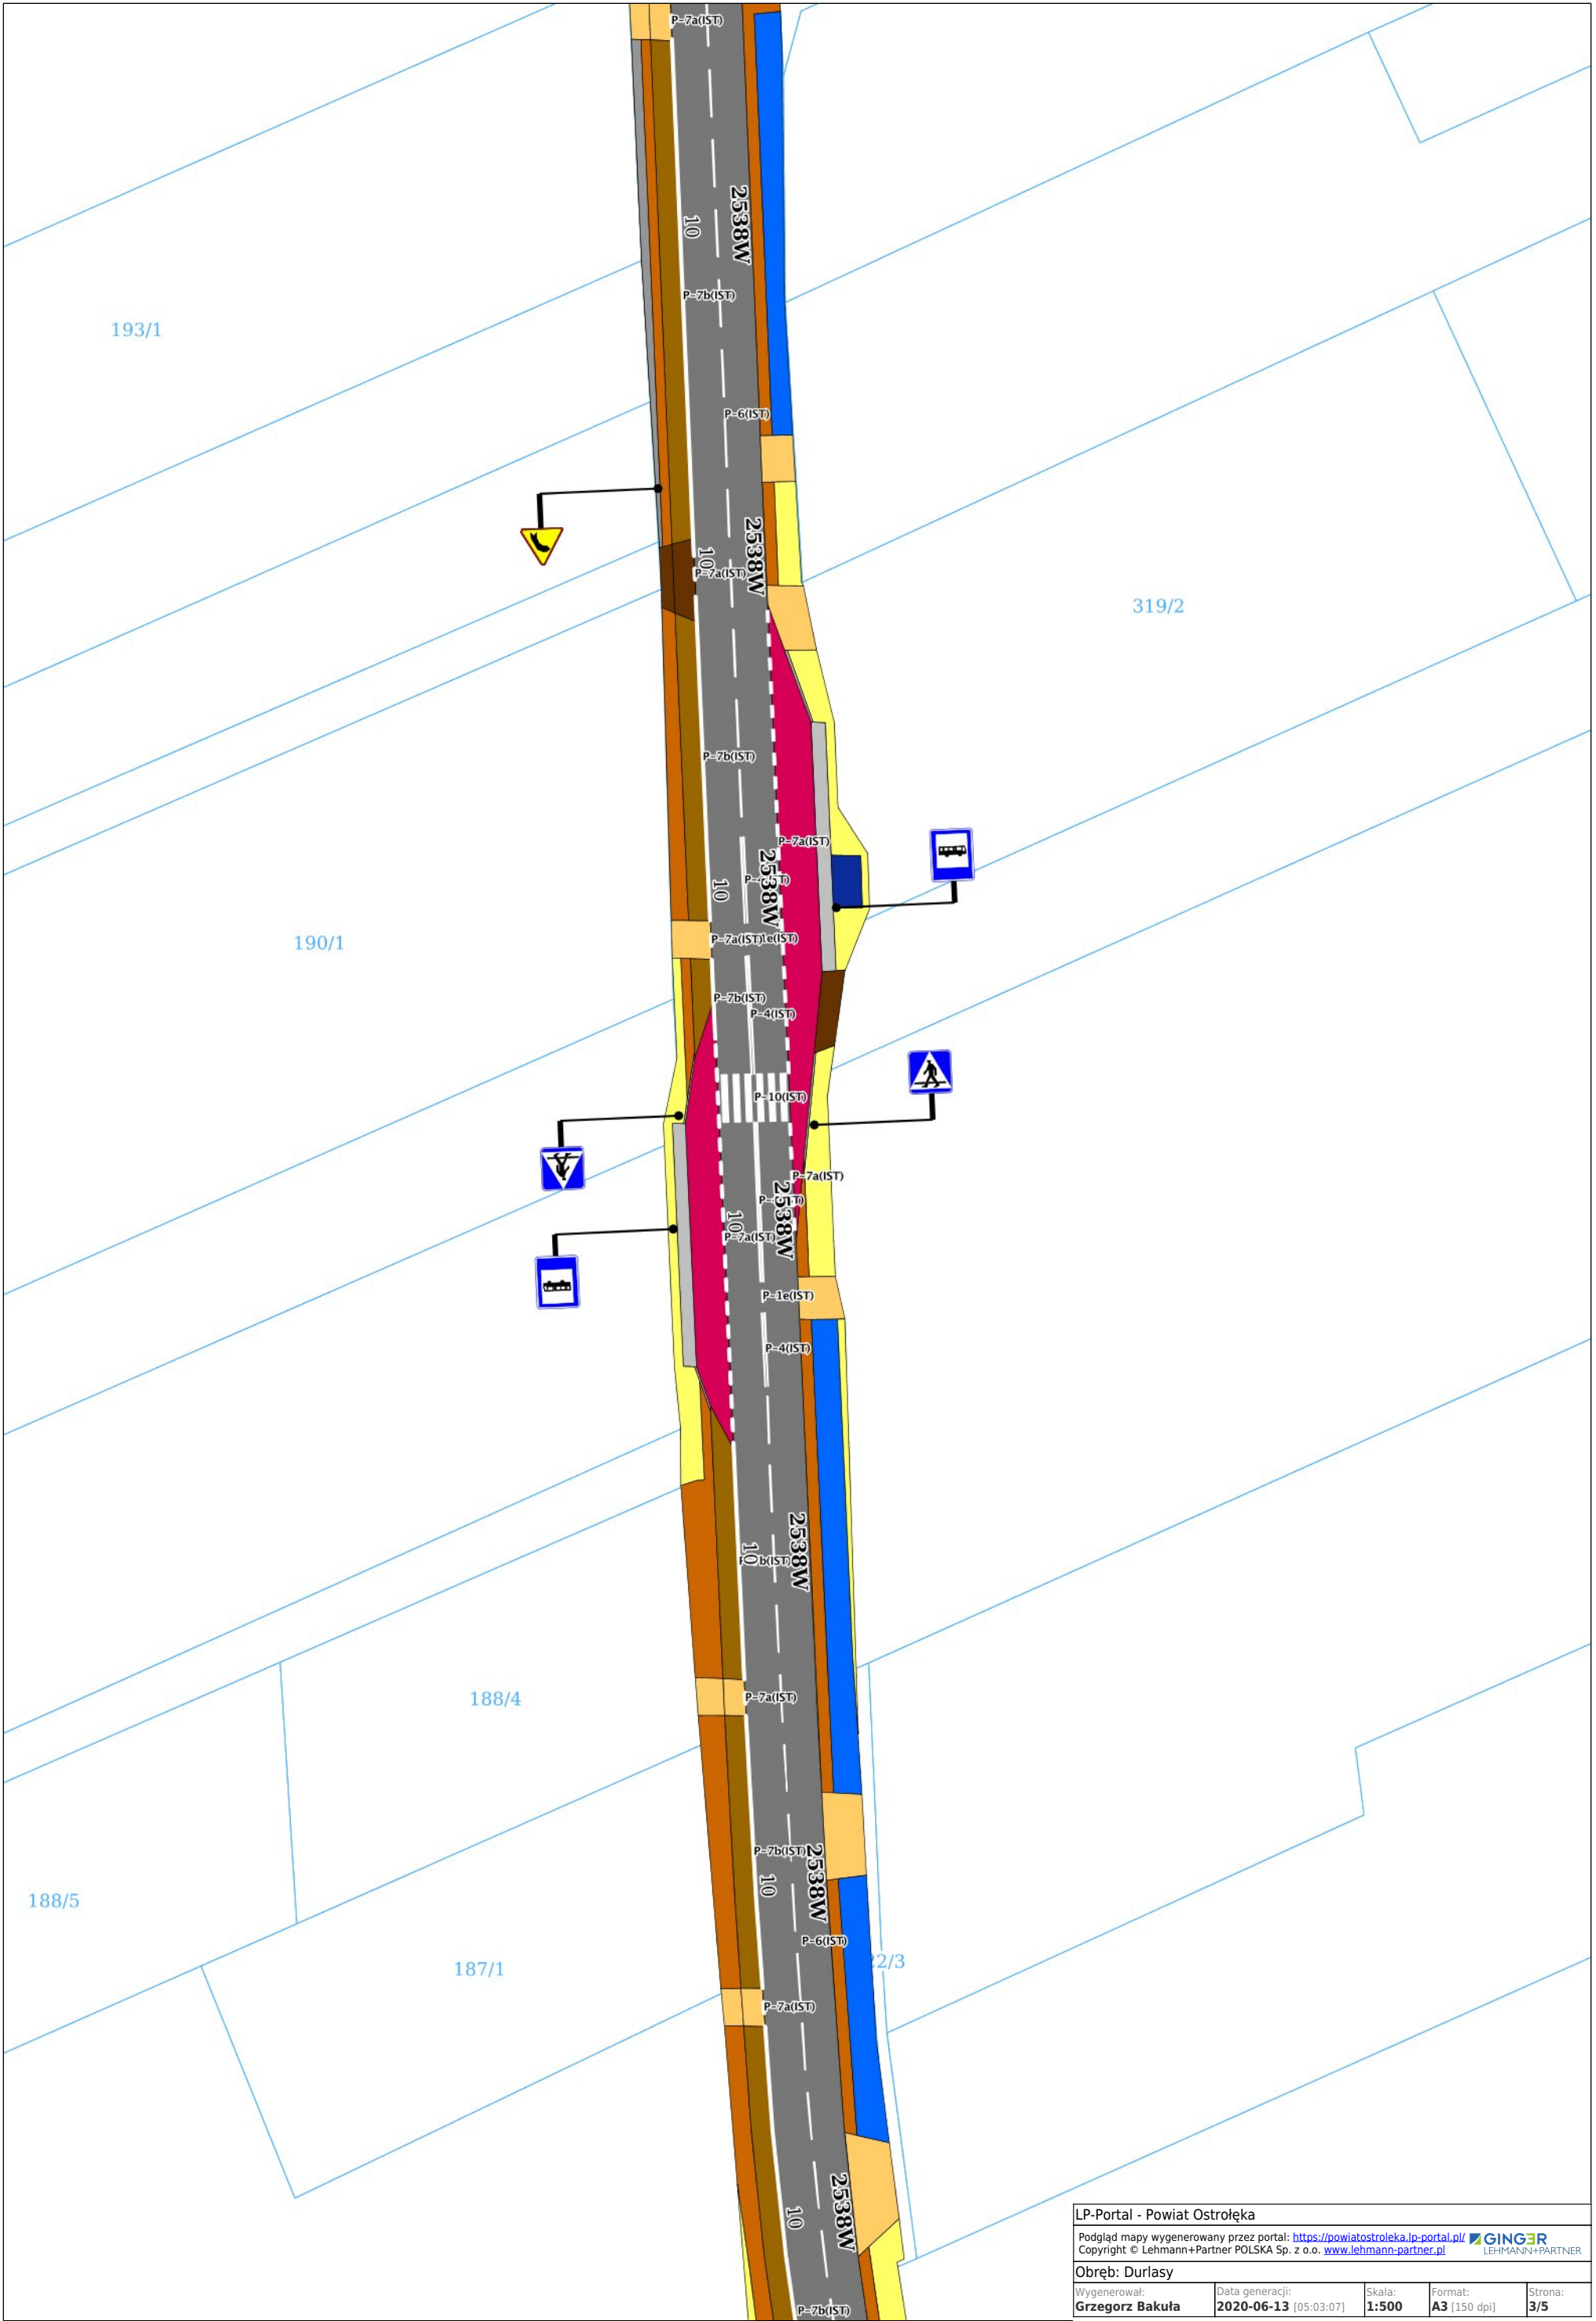 P-7a(IST)
2538W
10
P-7b(IST)
193/1
P-6(IST)
2538W
10
P-7a(IST)
319/2
P-7b(IST)
P-7a(IST)
2538W
10
190/1
P-7a(IST)
P-7b(IST)
P-4(IST)
P-10(IST)
P-7a(IST)
2538W
10
P-7a(IST)
P-1e(IST)
P-4(IST)
2538W
10
188/4
P-7a(IST)
P-7b(IST)
2538W
10
188/5
P-6(IST)
187/1
P-7a(IST)
2538W
10
P-7b(IST)
LP-Portal - Powiat Ostrołęka
Podgląd mapy wygenerowany przez portal: https://powiatostroleka.lp-portal.pl/
Copyright © Lehmann+Partner POLSKA Sp. z o.o. www.lehmann-partner.pl
GINGER
LEHMANN+PARTNER
Obręb: Durlasy
Wygenerował: Data generacji: Skala: Format: Strona:
Grzegorz Bakuła 2020-06-13 [05:03:07] 1:500 A3 [150 dpi] 3/5